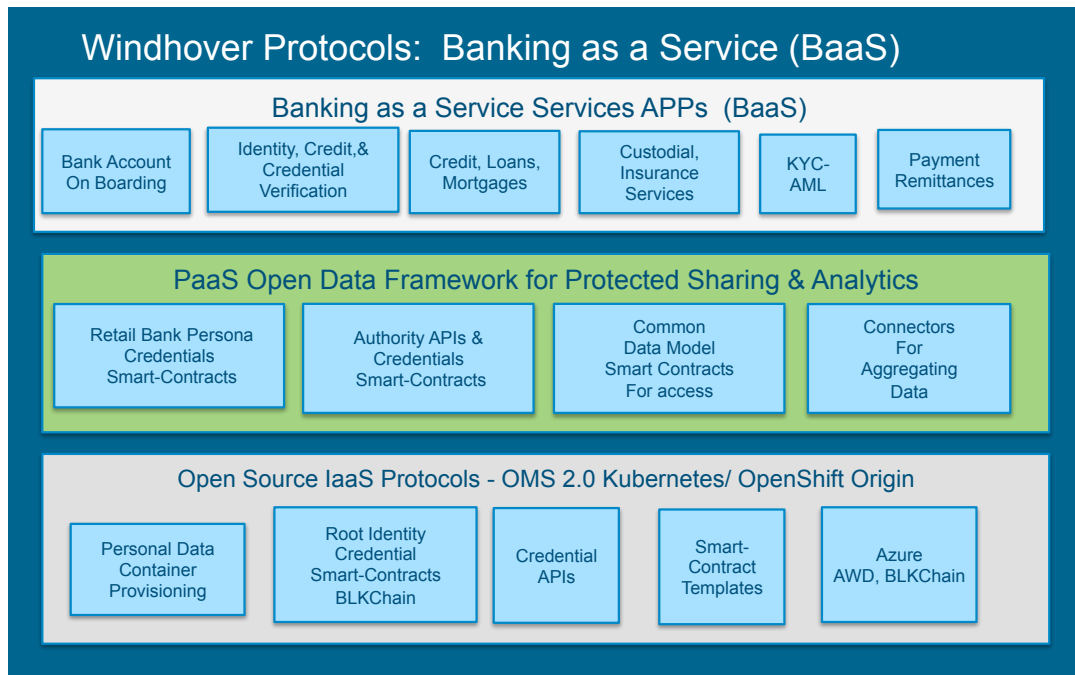 Windhover Protocols:  Banking as a Service (BaaS)
Banking as a Service Services APPs  (BaaS)
Bank Account
On Boarding
Identity, Credit,&
Credential
Verification
Credit, Loans,
Mortgages
Custodial,
Insurance
Services
KYC-
AML
Payment
Remittances
PaaS Open Data Framework for Protected Sharing & Analytics
Retail Bank Persona
Credentials
Smart-Contracts
Authority APIs &
Credentials
Smart-Contracts
Common
Data Model
Smart Contracts
For access
Connectors
For
Aggregating
Data
Open Source IaaS Protocols - OMS 2.0 Kubernetes/ OpenShift Origin
Personal Data
Container
Provisioning
Root Identity
Credential
Smart-Contracts
BLKChain
Credential
APIs
Smart-
Contract
Templates
Azure
AWD, BLKChain